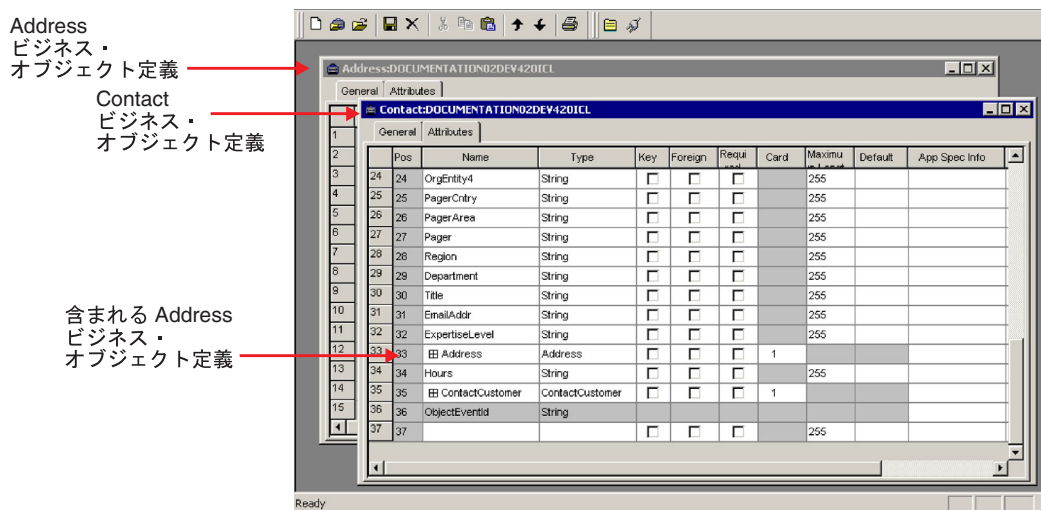 Address
ビジネス・
オブジェクト定義
Contact
ビジネス・
オブジェクト定義
含まれる Address
ビジネス・
オブジェクト定義
Address:DOCUMENTATION02DEV420ICL
General Attributes
1
2
3
4
5
6
7
8
9
10
11
12
13
14
15
Contact:DOCUMENTATION02DEV420ICL
General Attributes
Pos Name Type Key Foreign Requi Card Maximu Default App Spec Info
24 24 OrgEntity4 String 255
25 25 PagerCntry String 255
26 26 PagerArea String 255
27 27 Pager String 255
28 28 Region String 255
29 29 Department String 255
30 30 Title String 255
31 31 EmailAddr String 255
32 32 ExpertiseLevel String 255
33 33 Address Address 1
34 34 Hours String 255
35 35 ContactCustomer ContactCustomer 1
36 36 ObjectEventId String
37 37 255
Ready